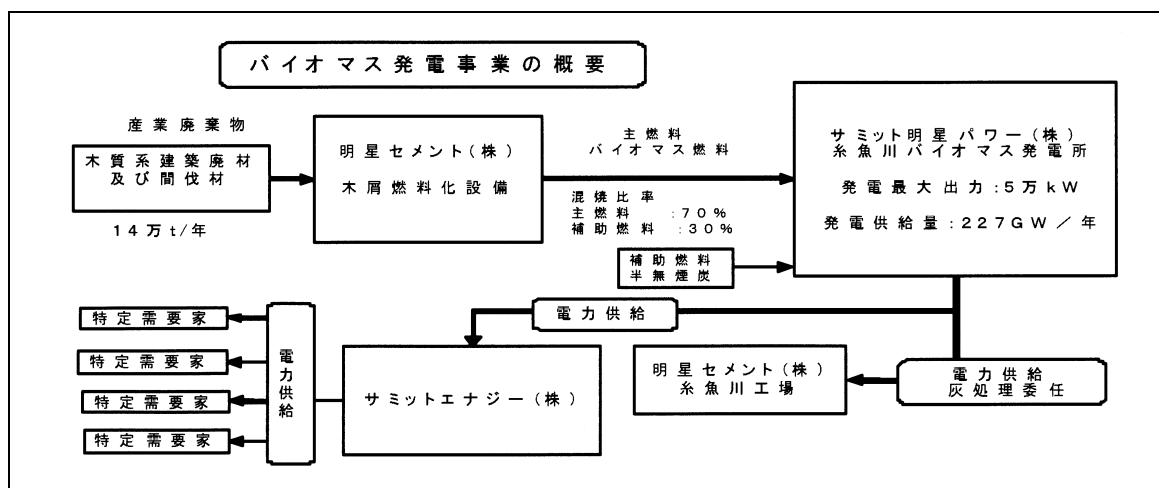 バイオマス発電事業の概要
産業廃棄物
木質系建築廃材
及び間伐材
14万t/年
明星セメント(株)
木屑燃料化設備
主燃料
バイオマス燃料
混焼比率
主燃料 :70%
補助燃料 :30%
補助燃料
半無煙炭
サミット明星パワー(株)
糸魚川バイオマス発電所
発電最大出力:5万kW
発電供給量:227GW/年
電力供給
灰処理委任
明星セメント(株)
糸魚川工場
電力供給
サミットエナジー(株)
電力供給
特定需要家
特定需要家
特定需要家
特定需要家